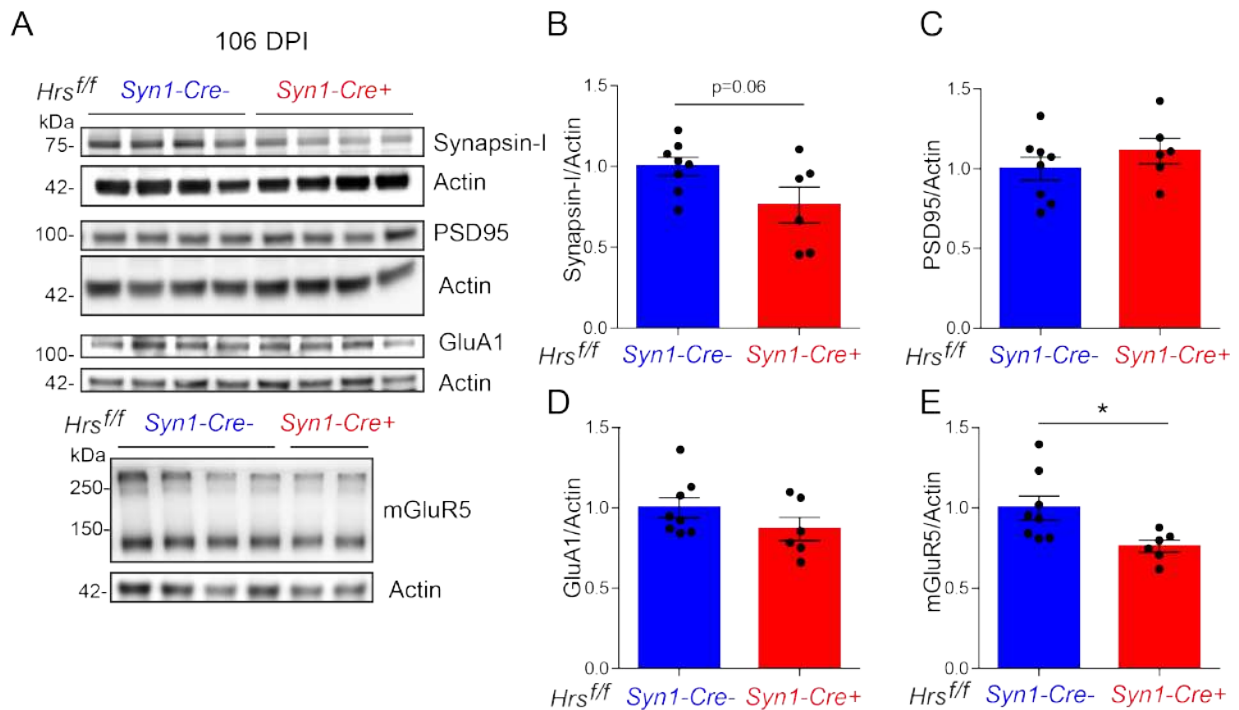 A
106 DPI
Hrs^f/f Syn1-Cre- Syn1-Cre+
kDa
75- Synapsin-I
42- Actin
100- PSD95
42- Actin
100- GluA1
42- Actin
Hrs^f/f Syn1-Cre- Syn1-Cre+
kDa
250-
mGluR5
150-
42- Actin
B
p=0.06
Synapsin-I/Actin
1.5
1.0
0.5
0.0
Hrs^f/f Syn1-Cre- Syn1-Cre+
C
PSD95/Actin
1.5
1.0
0.5
0.0
Hrs^f/f Syn1-Cre- Syn1-Cre+
D
GluA1/Actin
1.5
1.0
0.5
0.0
Hrs^f/f Syn1-Cre- Syn1-Cre+
E
*
mGluR5/Actin
1.5
1.0
0.5
0.0
Hrs^f/f Syn1-Cre- Syn1-Cre+